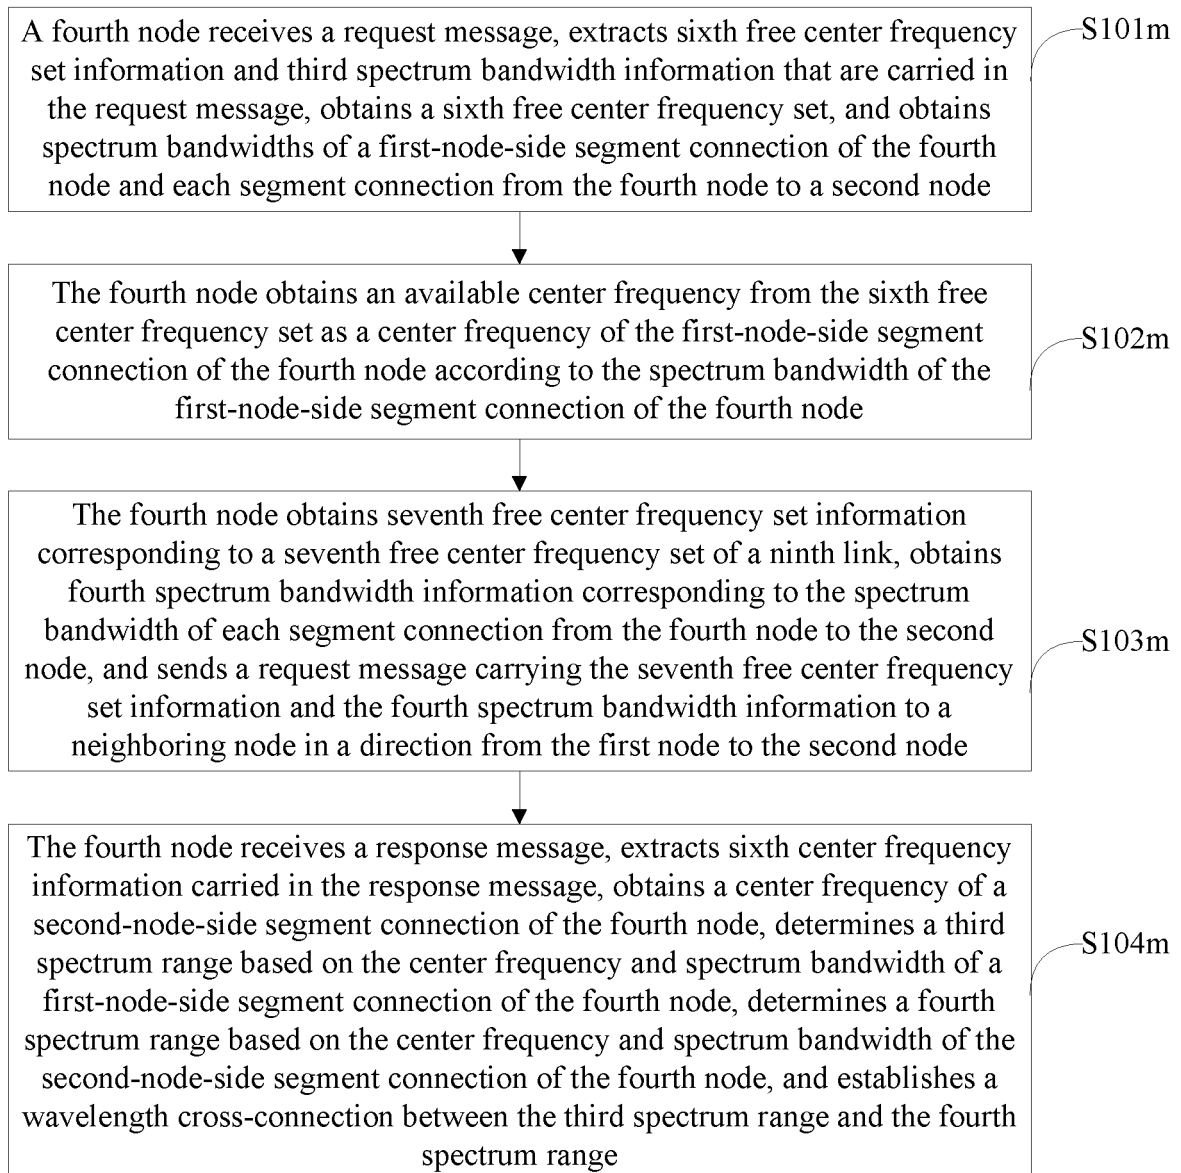 A fourth node receives a request message, extracts sixth free center frequency
set information and third spectrum bandwidth information that are carried in
the request message, obtains a sixth free center frequency set, and obtains
spectrum bandwidths of a first-node-side segment connection of the fourth
node and each segment connection from the fourth node to a second node
S101m
The fourth node obtains an available center frequency from the sixth free
center frequency set as a center frequency of the first-node-side segment
connection of the fourth node according to the spectrum bandwidth of the
first-node-side segment connection of the fourth node
S102m
The fourth node obtains seventh free center frequency set information
corresponding to a seventh free center frequency set of a ninth link, obtains
fourth spectrum bandwidth information corresponding to the spectrum
bandwidth of each segment connection from the fourth node to the second
node, and sends a request message carrying the seventh free center frequency
set information and the fourth spectrum bandwidth information to a
neighboring node in a direction from the first node to the second node
S103m
The fourth node receives a response message, extracts sixth center frequency
information carried in the response message, obtains a center frequency of a
second-node-side segment connection of the fourth node, determines a third
spectrum range based on the center frequency and spectrum bandwidth of a
first-node-side segment connection of the fourth node, determines a fourth
spectrum range based on the center frequency and spectrum bandwidth of the
second-node-side segment connection of the fourth node, and establishes a
wavelength cross-connection between the third spectrum range and the fourth
spectrum range
S104m